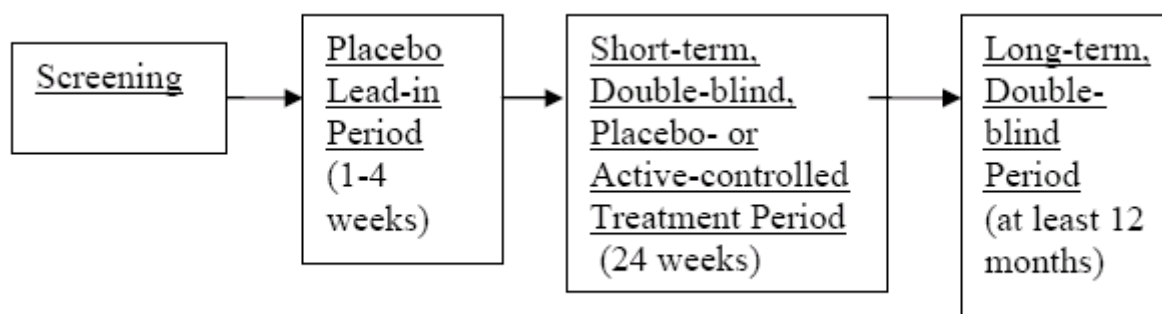 Screening
Placebo
Lead-in
Period
(1-4
weeks)
Short-term,
Double-blind,
Placebo- or
Active-controlled
Treatment Period
(24 weeks)
Long-term,
Double-
blind
Period
(at least 12
months)